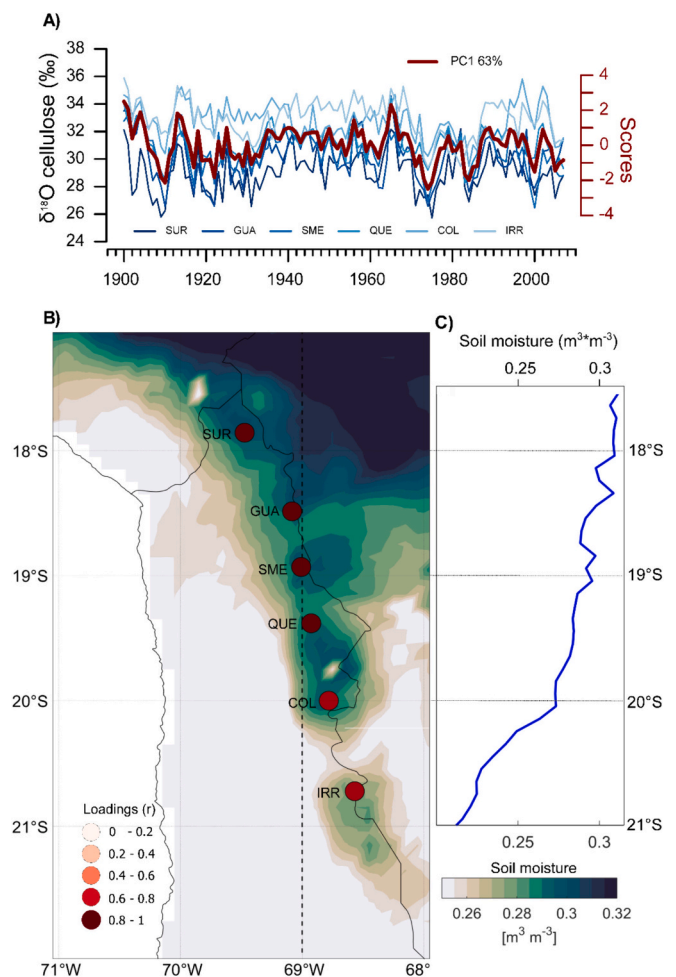 A)
38
36
34
32
30
28
26
24
δ¹⁸O cellulose (‰)
PC1 63%
4
2
0
-2
-4
Scores
SUR GUA SME QUE COL IRR
1900 1920 1940 1960 1980 2000
B)
18°S
19°S
20°S
21°S
SUR
GUA
SME
QUE
COL
IRR
Loadings (r)
0 - 0.2
0.2 - 0.4
0.4 - 0.6
0.6 - 0.8
0.8 - 1
71°W 70°W 69°W 68°
C)
Soil moisture (m³*m⁻³)
0.25 0.3
18°S
19°S
20°S
21°S
0.25 0.3
Soil moisture
0.26 0.28 0.3 0.32
[m³ m⁻³]